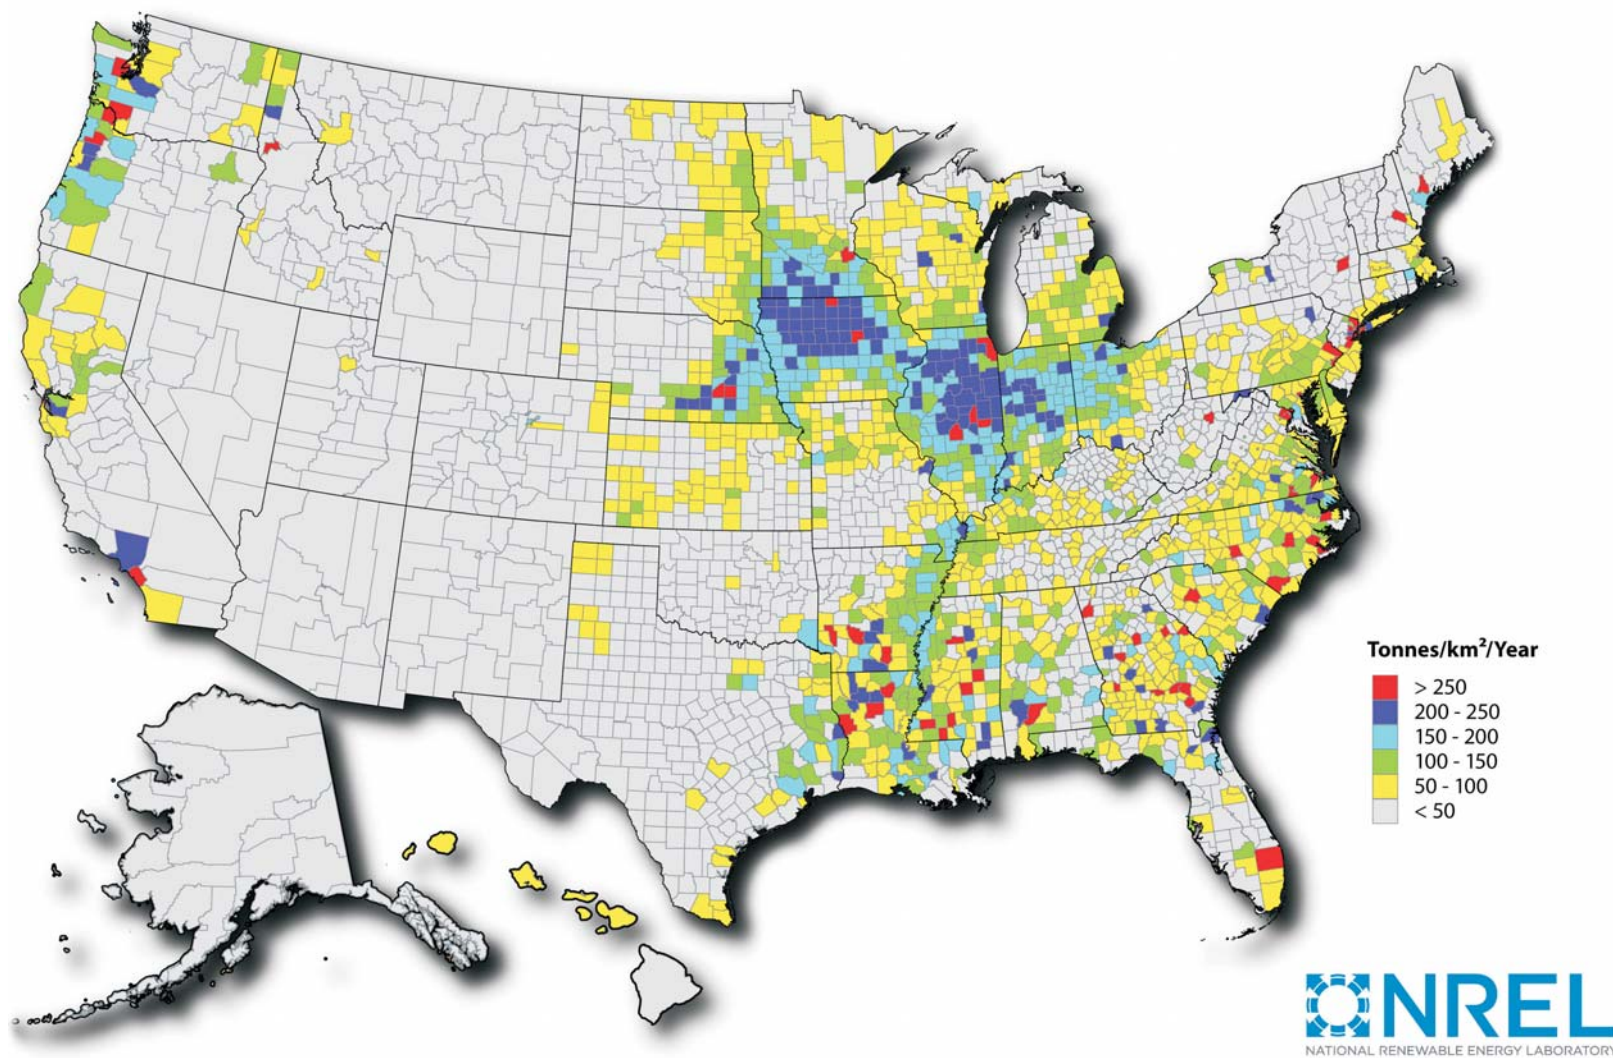 Tonnes/km²/Year
> 250
200 - 250
150 - 200
100 - 150
50 - 100
< 50
NREL
NATIONAL RENEWABLE ENERGY LABORATORY